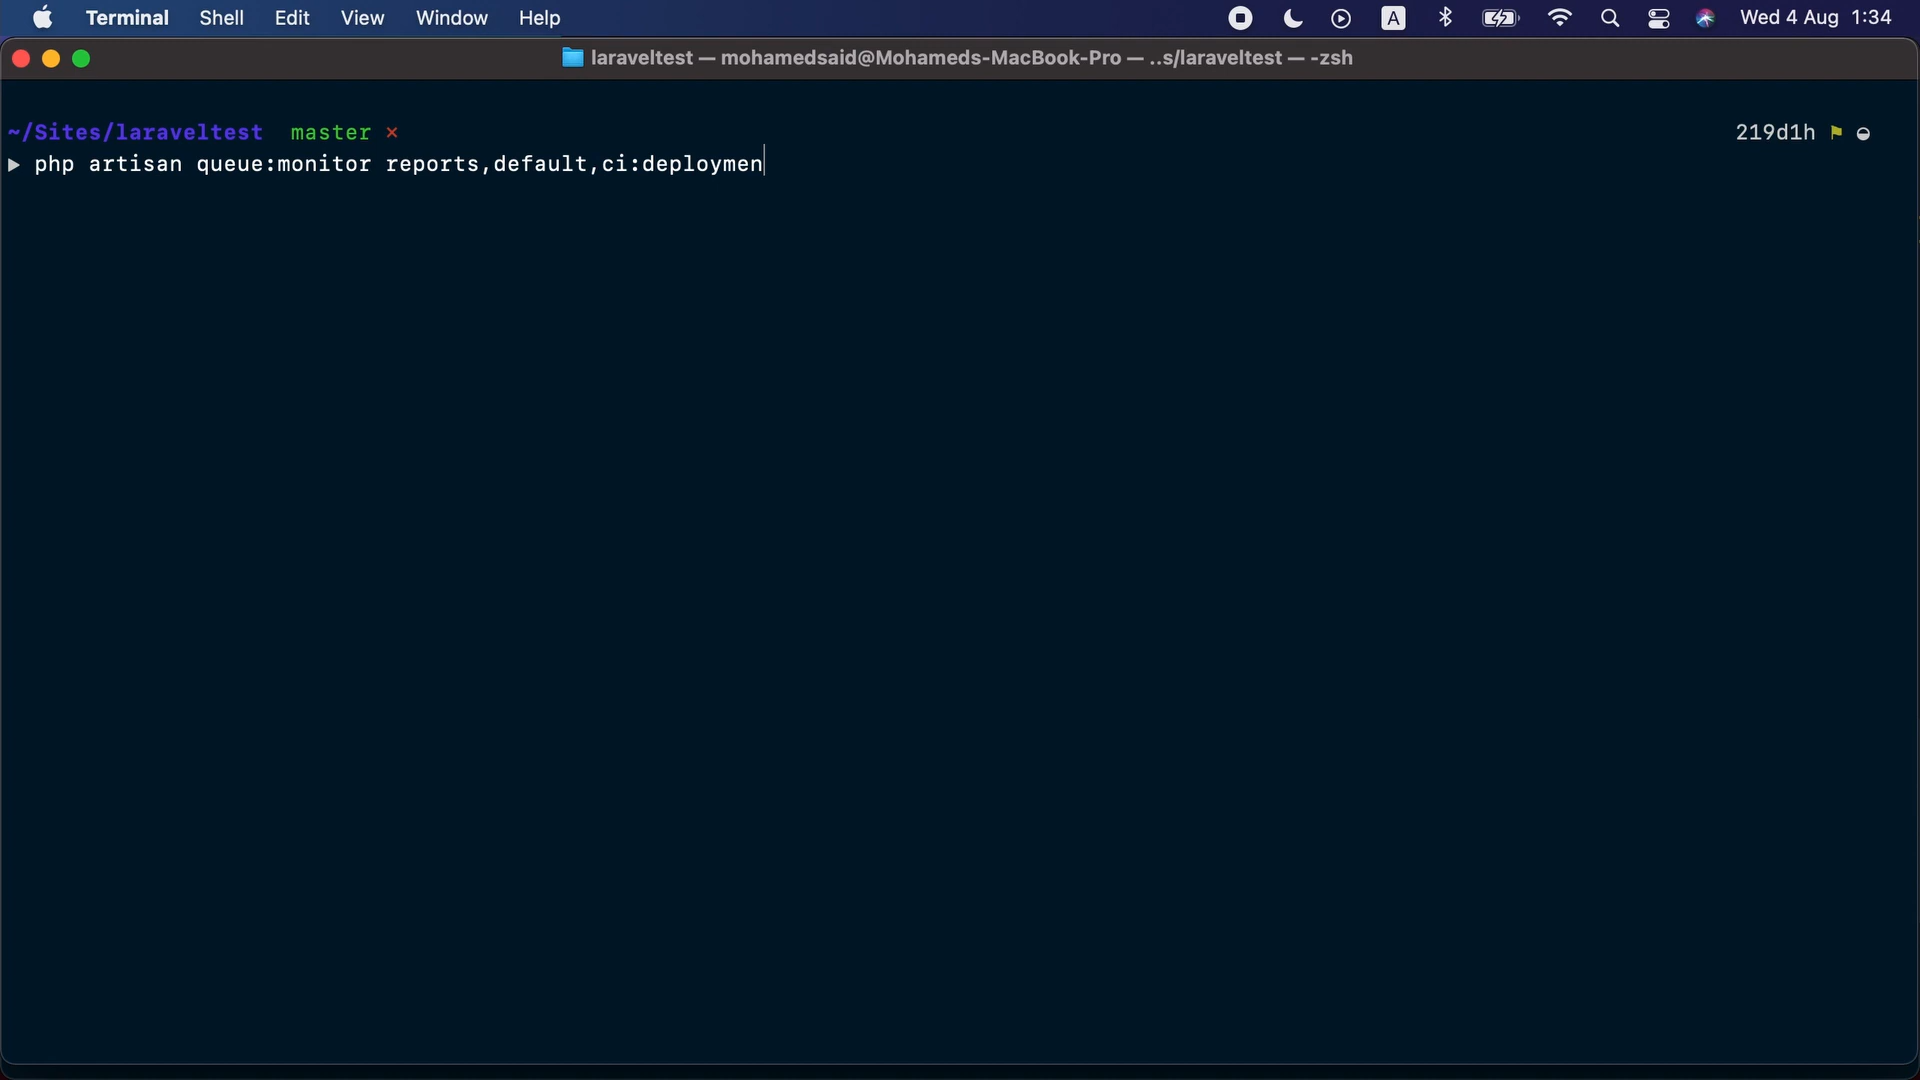 Terminal Shell Edit View Window Help A Wed 4 Aug 1:34
laraveltest — mohamedsaid@Mohameds-MacBook-Pro — ..s/laraveltest — -zsh
~/Sites/laraveltest master × 219d1h
▶ php artisan queue:monitor reports,default,ci:deploymen